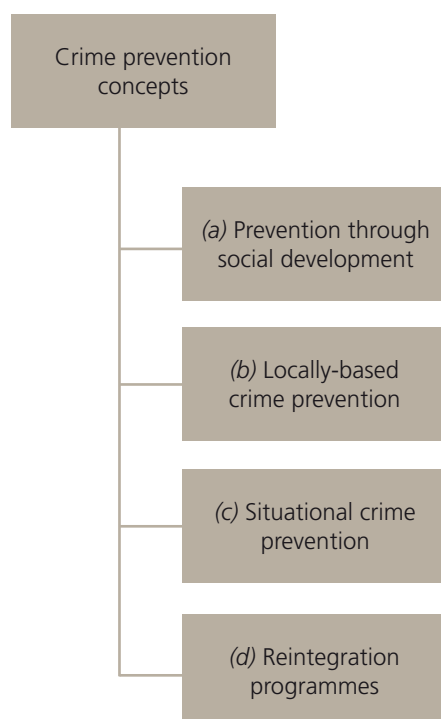 Crime prevention
concepts
(a) Prevention through
social development
(b) Locally-based
crime prevention
(c) Situational crime
prevention
(d) Reintegration
programmes